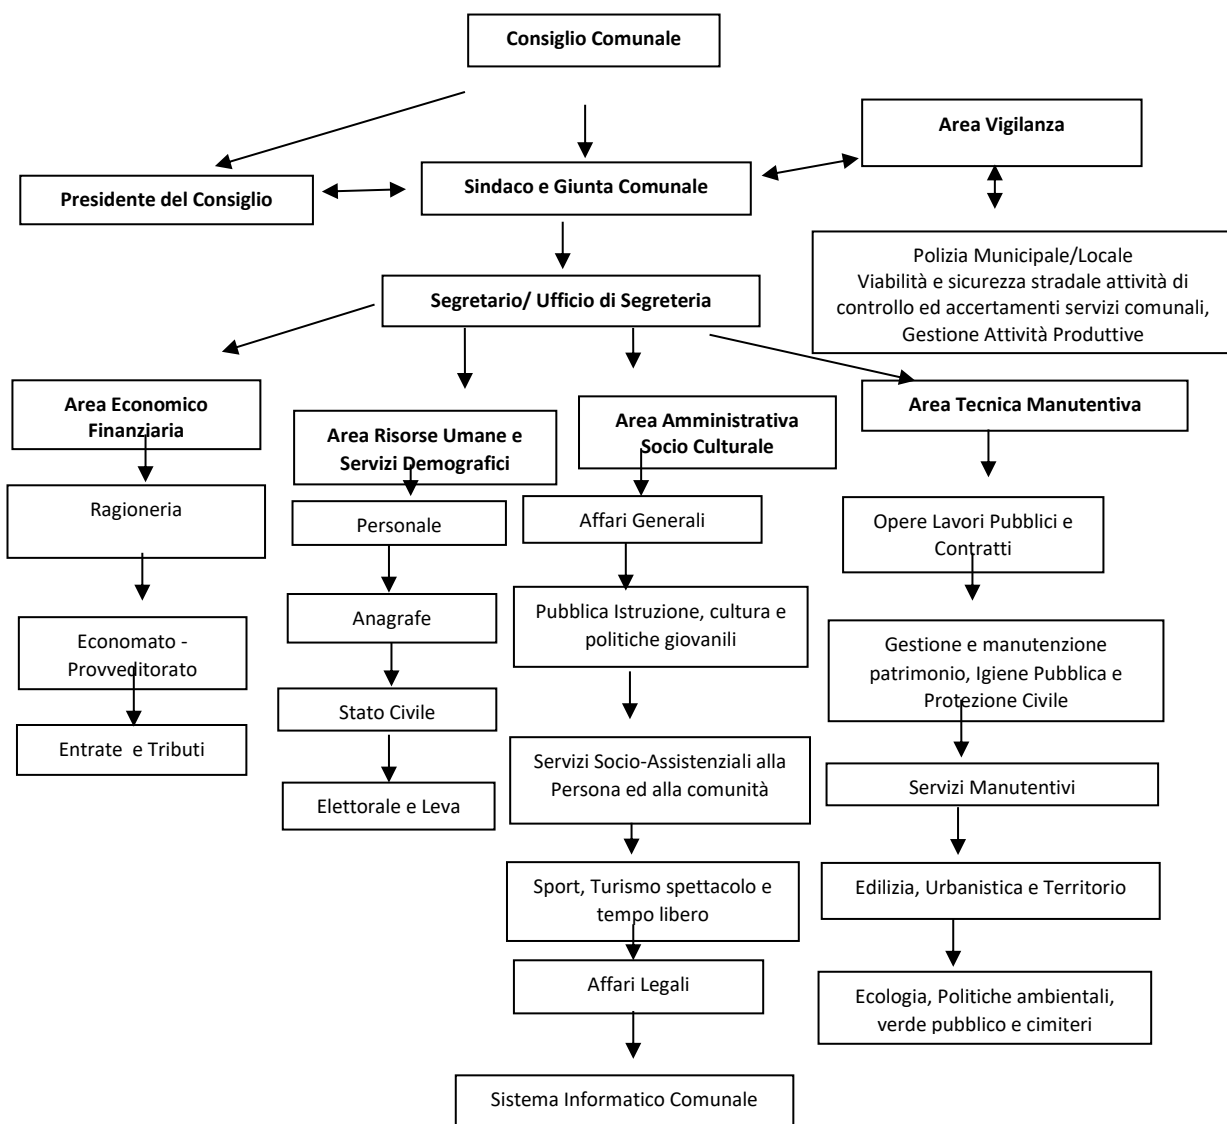 Consiglio Comunale
Area Vigilanza
Presidente del Consiglio
Sindaco e Giunta Comunale
Polizia Municipale/Locale
Viabilità e sicurezza stradale attività di
controllo ed accertamenti servizi comunali,
Gestione Attività Produttive
Segretario/ Ufficio di Segreteria
Area Economico
Finanziaria
Area Risorse Umane e
Servizi Demografici
Area Amministrativa
Socio Culturale
Area Tecnica Manutentiva
Ragioneria
Personale
Affari Generali
Opere Lavori Pubblici e
Contratti
Economato -
Provveditorato
Anagrafe
Pubblica Istruzione, cultura e
politiche giovanili
Gestione e manutenzione
patrimonio, Igiene Pubblica e
Protezione Civile
Entrate e Tributi
Stato Civile
Servizi Socio-Assistenziali alla
Persona ed alla comunità
Servizi Manutentivi
Elettorale e Leva
Sport, Turismo spettacolo e
tempo libero
Edilizia, Urbanistica e Territorio
Affari Legali
Ecologia, Politiche ambientali,
verde pubblico e cimiteri
Sistema Informatico Comunale